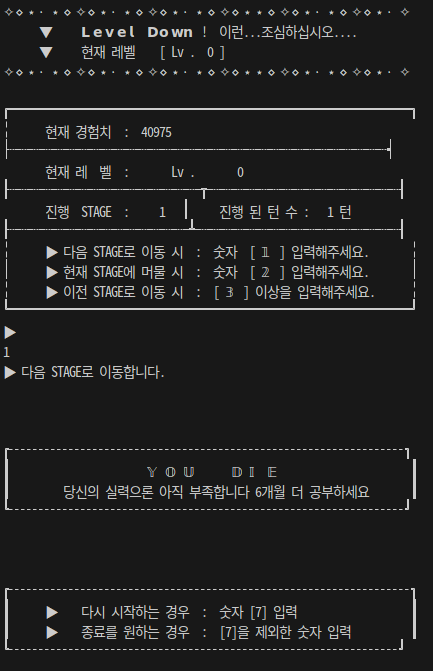 ✧⋄⋆⋅⋆⋄✧⋄⋆⋅⋆⋄✧⋄⋆⋅⋆⋄✧⋄⋆⋅⋆⋄✧⋄⋆⋆⋄✧⋄⋆⋅⋆⋄✧⋄⋆⋅⋆⋄✧⋄⋆⋅⋆⋄✧
▼ 𝗟𝗲𝘃𝗲𝗹 𝗗𝗼𝘄𝗻 ! 이런...조심하십시오....
▼ 현재 레벨 [ Lv . 0 ]
✧⋄⋆⋅⋆⋄✧⋄⋆⋅⋆⋄✧⋄⋆⋅⋆⋄✧⋄⋆⋅⋆⋄✧⋄⋆⋆⋄✧⋄⋆⋅⋆⋄✧⋄⋆⋅⋆⋄✧⋄⋆⋅⋆⋄✧
현재 경험치 : 40975
현재 레 벨 : Lv . 0
진행 STAGE : 1 진행 된 턴 수 : 1 턴
▶ 다음 STAGE로 이동 시 : 숫자 [ 𝟙 ] 입력해주세요.
▶ 현재 STAGE에 머물 시 : 숫자 [ 𝟚 ] 입력해주세요.
▶ 이전 STAGE로 이동 시 : [ 𝟛 ] 이상을 입력해주세요.
▶
1
▶ 다음 STAGE로 이동합니다.
𝕐 𝕆 𝕌 𝔻 𝕀 𝔼
당신의 실력으론 아직 부족합니다 6개월 더 공부하세요
▶ 다시 시작하는 경우 : 숫자 [7] 입력
▶ 종료를 원하는 경우 : [7]을 제외한 숫자 입력